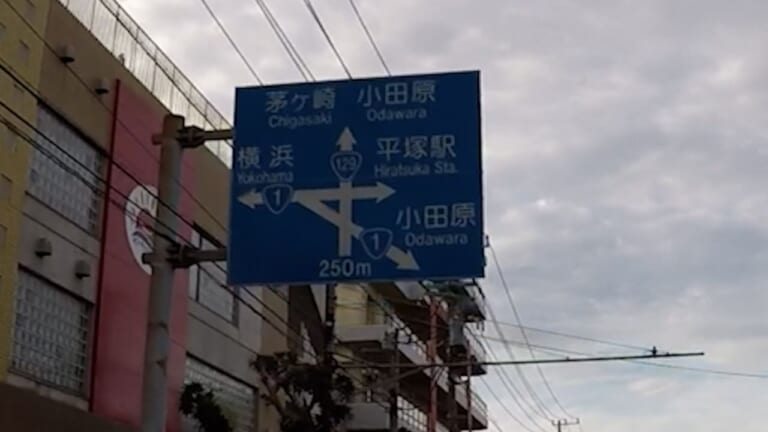 茅ヶ崎 小田原
Chigasaki Odawara
129
横浜
Yokohama
1
平塚駅
Hiratsuka Sta.
小田原
Odawara
1
250m